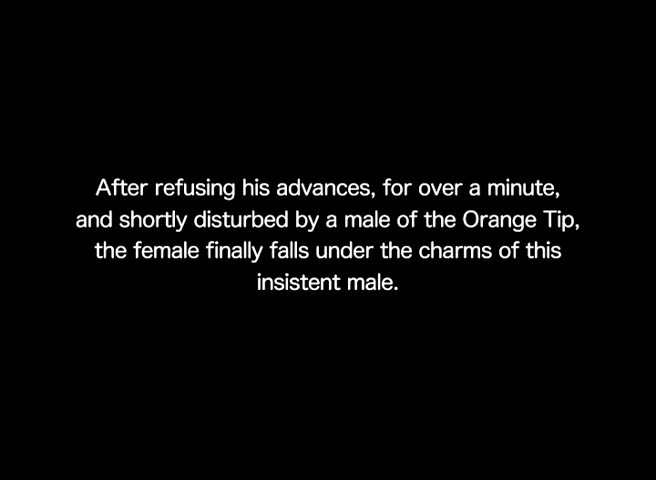 After refusing his advances, for over a minute,
and shortly disturbed by a male of the Orange Tip,
the female finally falls under the charms of this
insistent male.